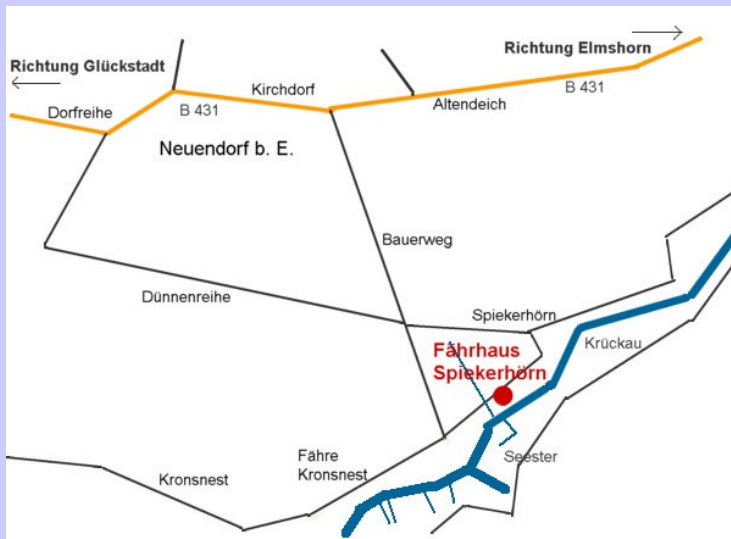 Richtung Elmshorn
Richtung Glückstadt
Kirchdorf
B 431
Dorfreihe
B 431
Altendeich
Neuendorf b. E.
Bauerweg
Dünnenreihe
Spiekerhörn
Krückau
Fährhaus
Spiekerhörn
Fähre
Kronsnest
Seester
Kronsnest